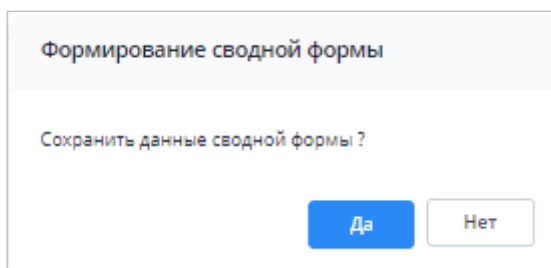 Формирование сводной формы
Сохранить данные сводной формы ?
Да
Нет